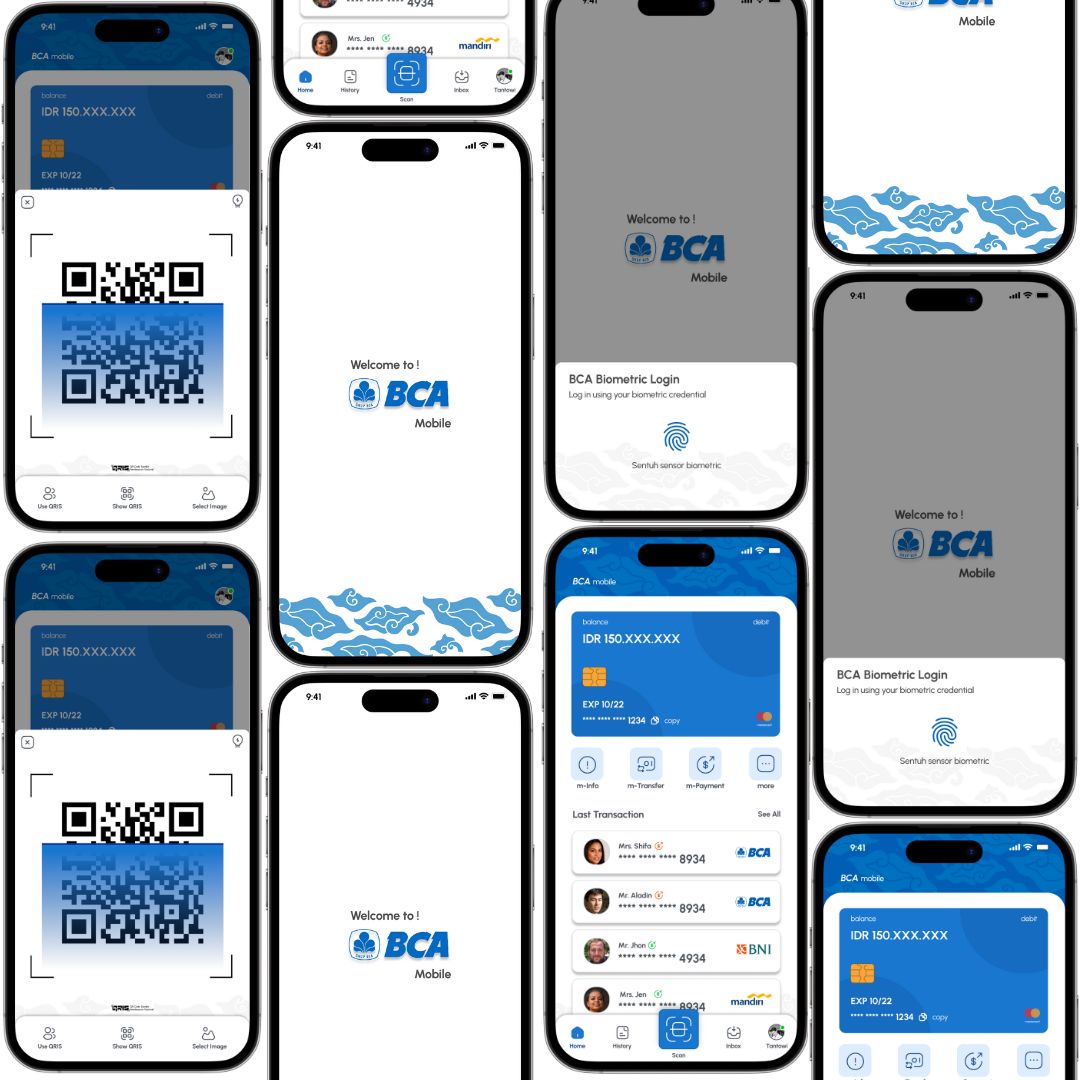 9:41
BCA mobile
balance
debit
IDR 150.XXX.XXX
EXP 10/22
Use QRIS
Show QRIS
Select Image
9:41
BCA mobile
balance
debit
IDR 150.XXX.XXX
EXP 10/22
Use QRIS
Show QRIS
Select Image
4934
Mrs. Jen
**** **** **** 8934
mandiri
Home
History
Scan
Inbox
Tantowi
9:41
Welcome to !
BCA
Mobile
9:41
Welcome to !
BCA
Mobile
9:41
Welcome to !
BCA
Mobile
BCA Biometric Login
Log in using your biometric credential
Sentuh sensor biometric
9:41
BCA mobile
balance
debit
IDR 150.XXX.XXX
EXP 10/22
**** **** **** 1234 copy
m-Info
m-Transfer
m-Payment
more
Last Transaction
See All
Mrs. Shifa
**** **** **** 8934
BCA
Mr. Aladin
**** **** **** 8934
BCA
Mr. Jhon
**** **** **** 4934
BNI
Mrs. Jen
**** **** **** 8934
mandiri
Home
History
Scan
Inbox
Tantowi
Mobile
9:41
Welcome to !
BCA
Mobile
BCA Biometric Login
Log in using your biometric credential
Sentuh sensor biometric
9:41
BCA mobile
balance
debit
IDR 150.XXX.XXX
EXP 10/22
**** **** **** 1234 copy